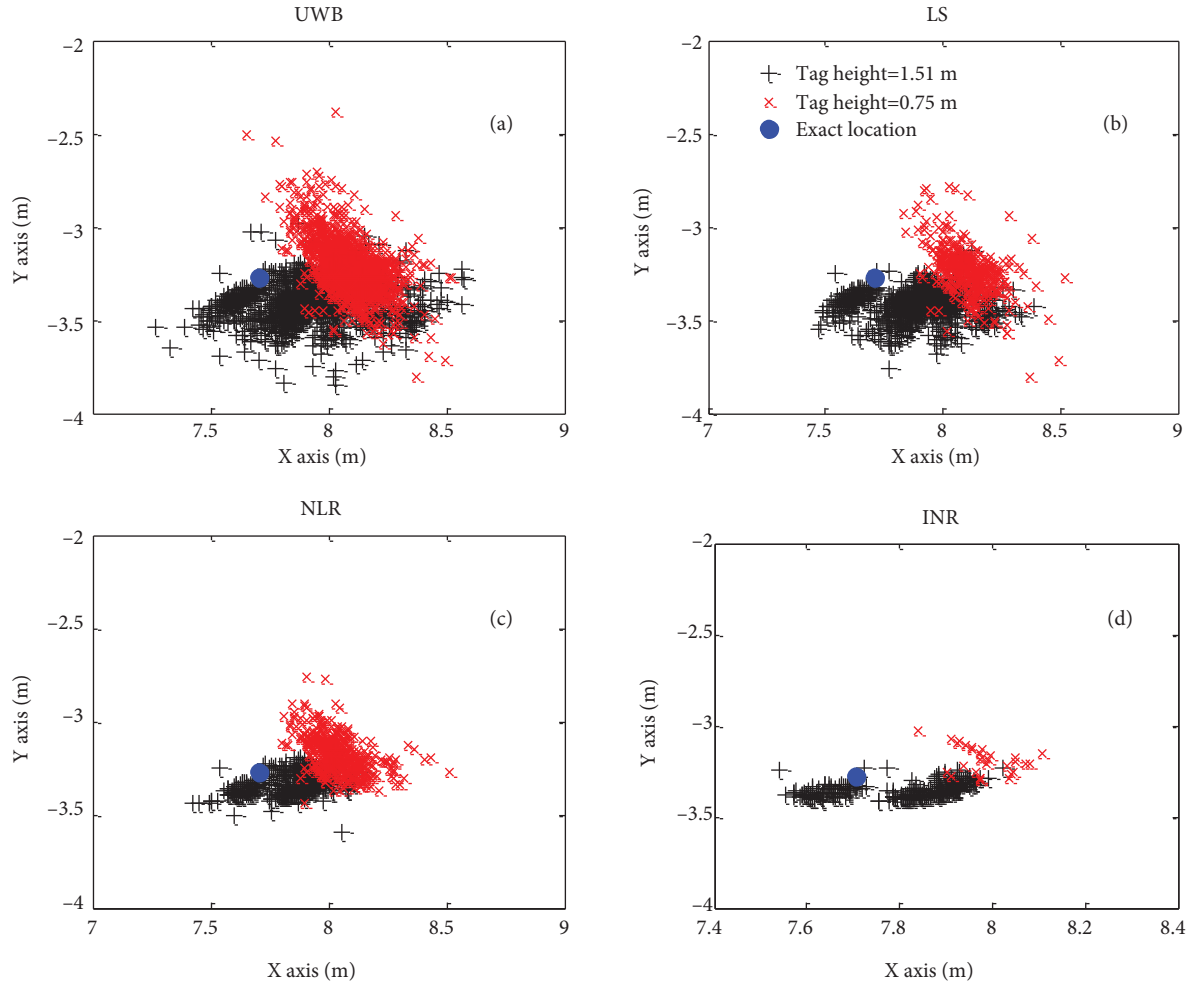 UWB
−2
−2.5
−3
−3.5
−4
Y axis (m)
(a)
7
7.5
8
8.5
9
X axis (m)
LS
−2
−2.5
−3
−3.5
−4
Y axis (m)
Tag height=1.51 m
Tag height=0.75 m
Exact location
(b)
7
7.5
8
8.5
9
X axis (m)
NLR
−2
−2.5
−3
−3.5
−4
Y axis (m)
(c)
7
7.5
8
8.5
9
X axis (m)
INR
−2
−2.5
−3
−3.5
−4
Y axis (m)
(d)
7.4
7.6
7.8
8
8.2
8.4
X axis (m)